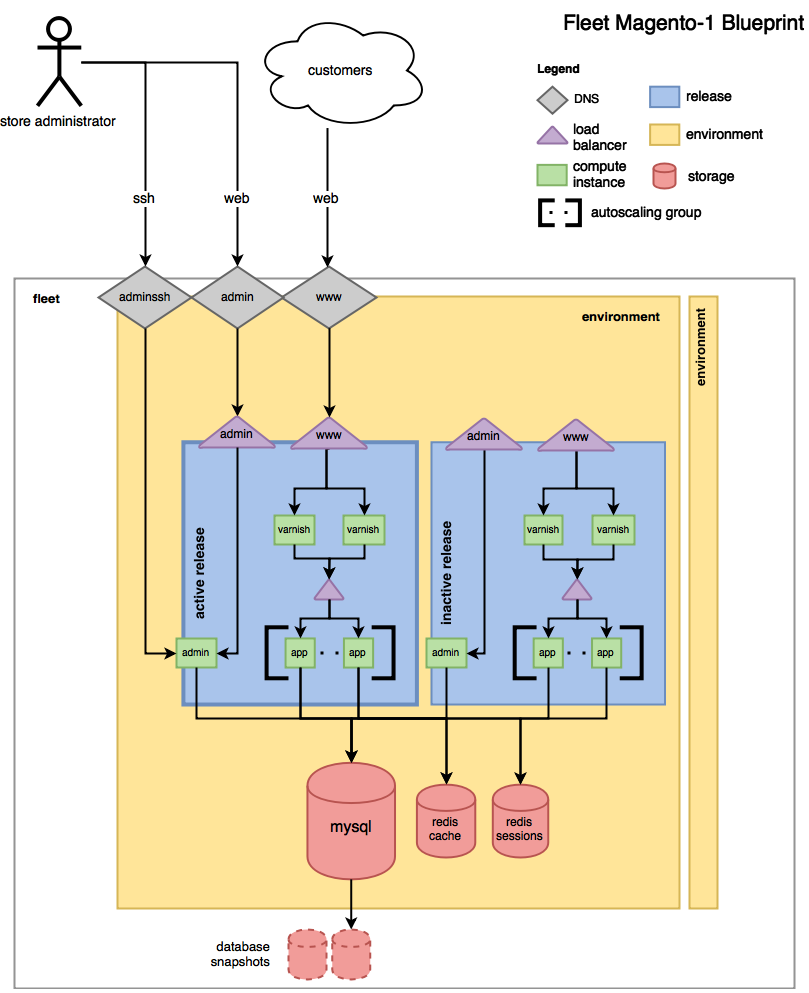 Fleet Magento-1 Blueprint
Legend
DNS
release
load
balancer
environment
compute
instance
storage
autoscaling group
store administrator
customers
ssh
web
web
fleet
adminssh
admin
www
environment
environment
admin
www
admin
www
varnish
varnish
varnish
varnish
active release
inactive release
admin
app
app
admin
app
app
mysql
redis
cache
redis
sessions
database
snapshots